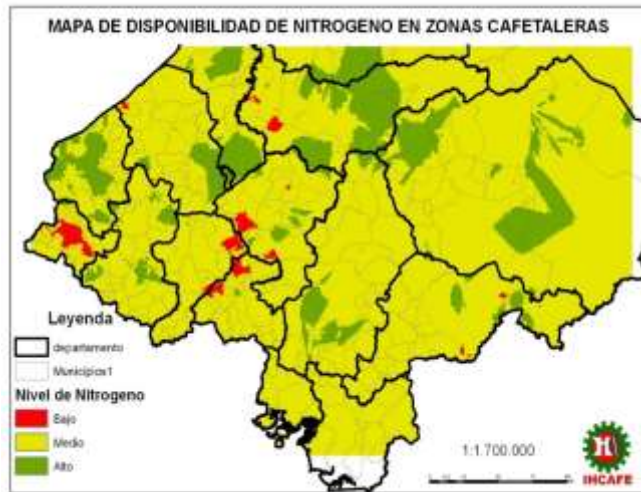 MAPA DE DISPONIBILIDAD DE NITROGENO EN ZONAS CAFETALERAS
Leyenda
departamento
Municipios1
Nivel de Nitrogeno
Bajo
Medio
Alto
1:1.700.000
IHCAFE